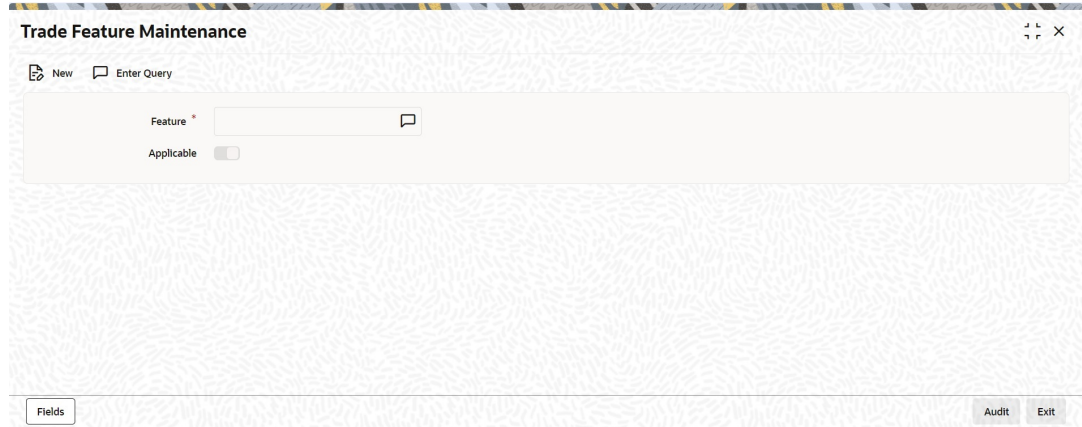 Trade Feature Maintenance
New Enter Query
Feature *
Applicable
Fields Audit Exit